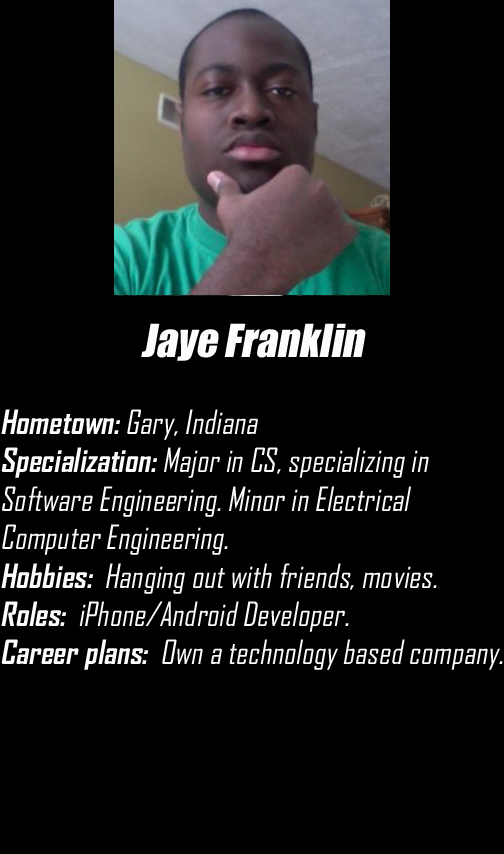 Jaye Franklin
Hometown: Gary, Indiana
Specialization: Major in CS, specializing in
Software Engineering. Minor in Electrical
Computer Engineering.
Hobbies: Hanging out with friends, movies.
Roles: iPhone/Android Developer.
Career plans: Own a technology based company.